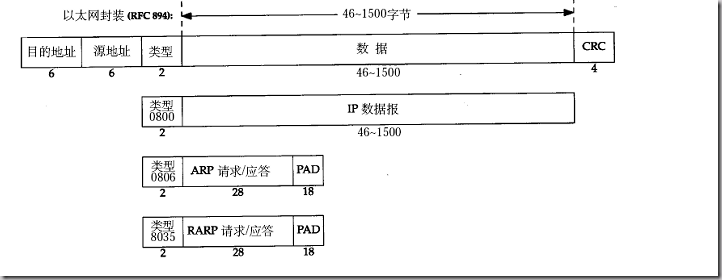 以太网封装 (RFC 894): 46~1500字节
目的地址 源地址 类型 数 据 CRC
6 6 2 46~1500 4
类型 IP 数据报
0800
2 46~1500
类型 ARP 请求/应答 PAD
0806
2 28 18
类型 RARP 请求/应答 PAD
8035
2 28 18